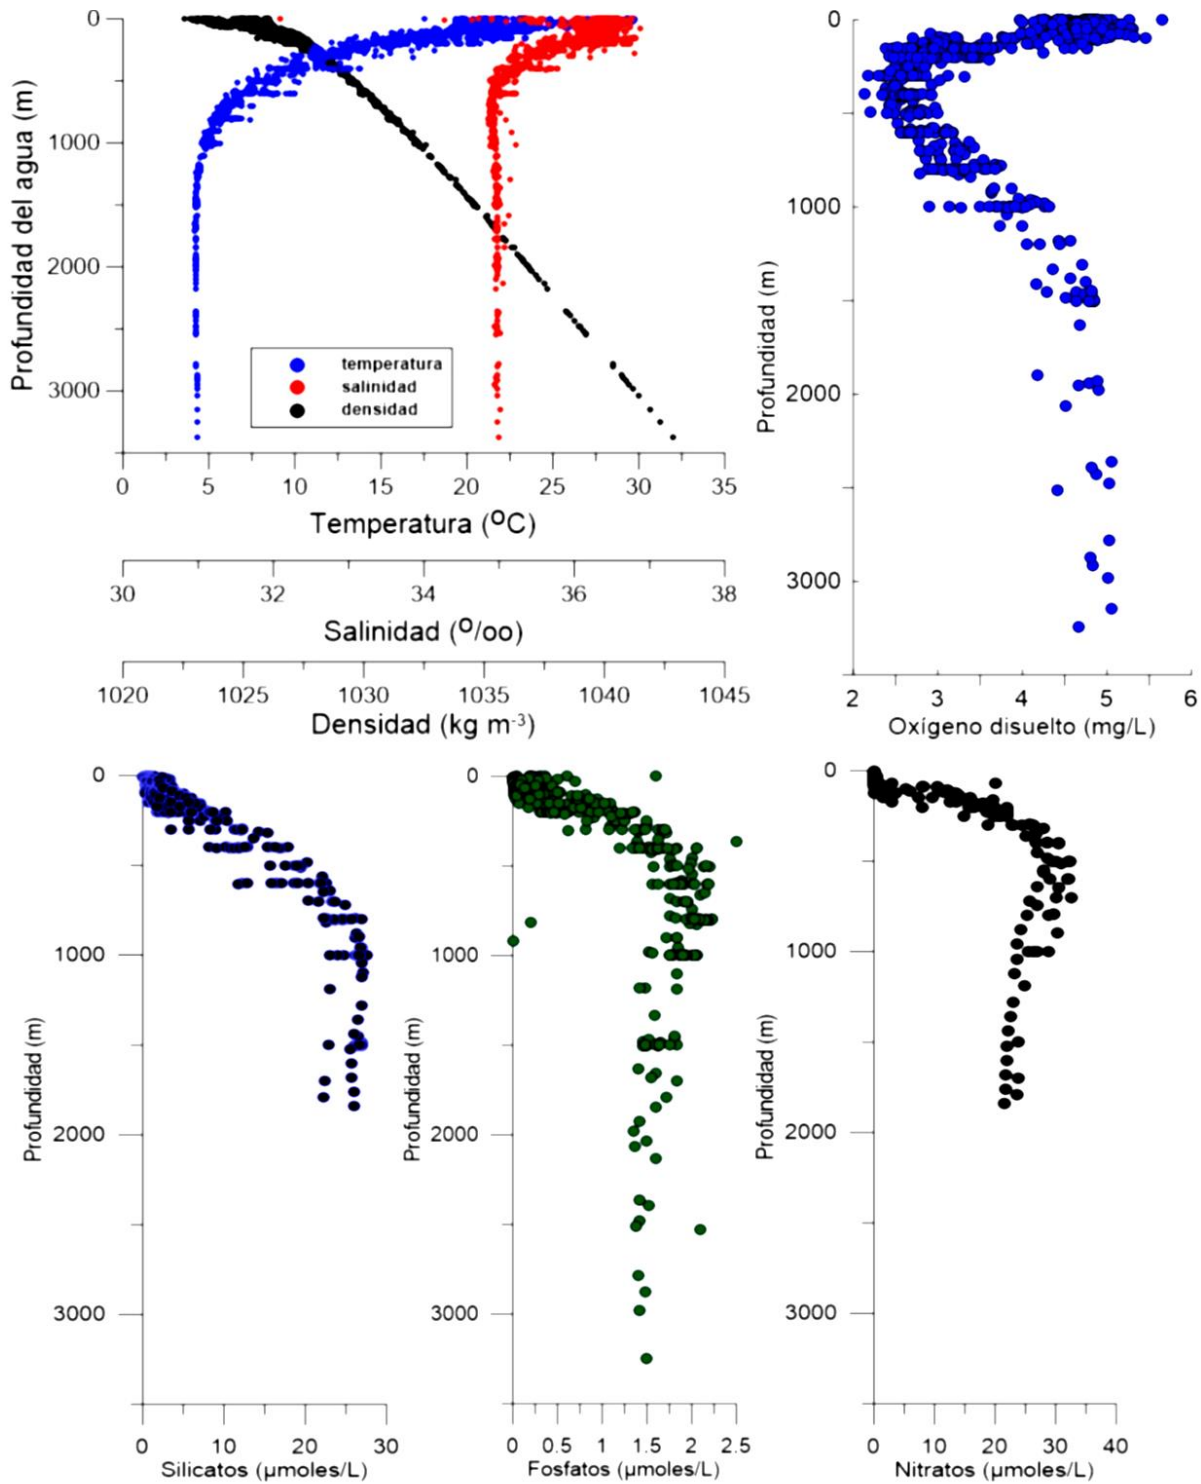 0
1000
2000
3000
Profundidad del agua (m)
temperatura
salinidad
densidad
0 5 10 15 20 25 30 35
Temperatura (ºC)
30 32 34 36 38
Salinidad (º/oo)
1020 1025 1030 1035 1040 1045
Densidad (kg m-3)
0
1000
2000
3000
Profundidad (m)
2 3 4 5 6
Oxígeno disuelto (mg/L)
0
1000
2000
3000
Profundidad (m)
0 10 20 30
Silicatos (µmoles/L)
0
1000
2000
3000
Profundidad (m)
0 0.5 1 1.5 2 2.5
Fosfatos (µmoles/L)
0
1000
2000
3000
Profundidad (m)
0 10 20 30 40
Nitratos (µmoles/L)